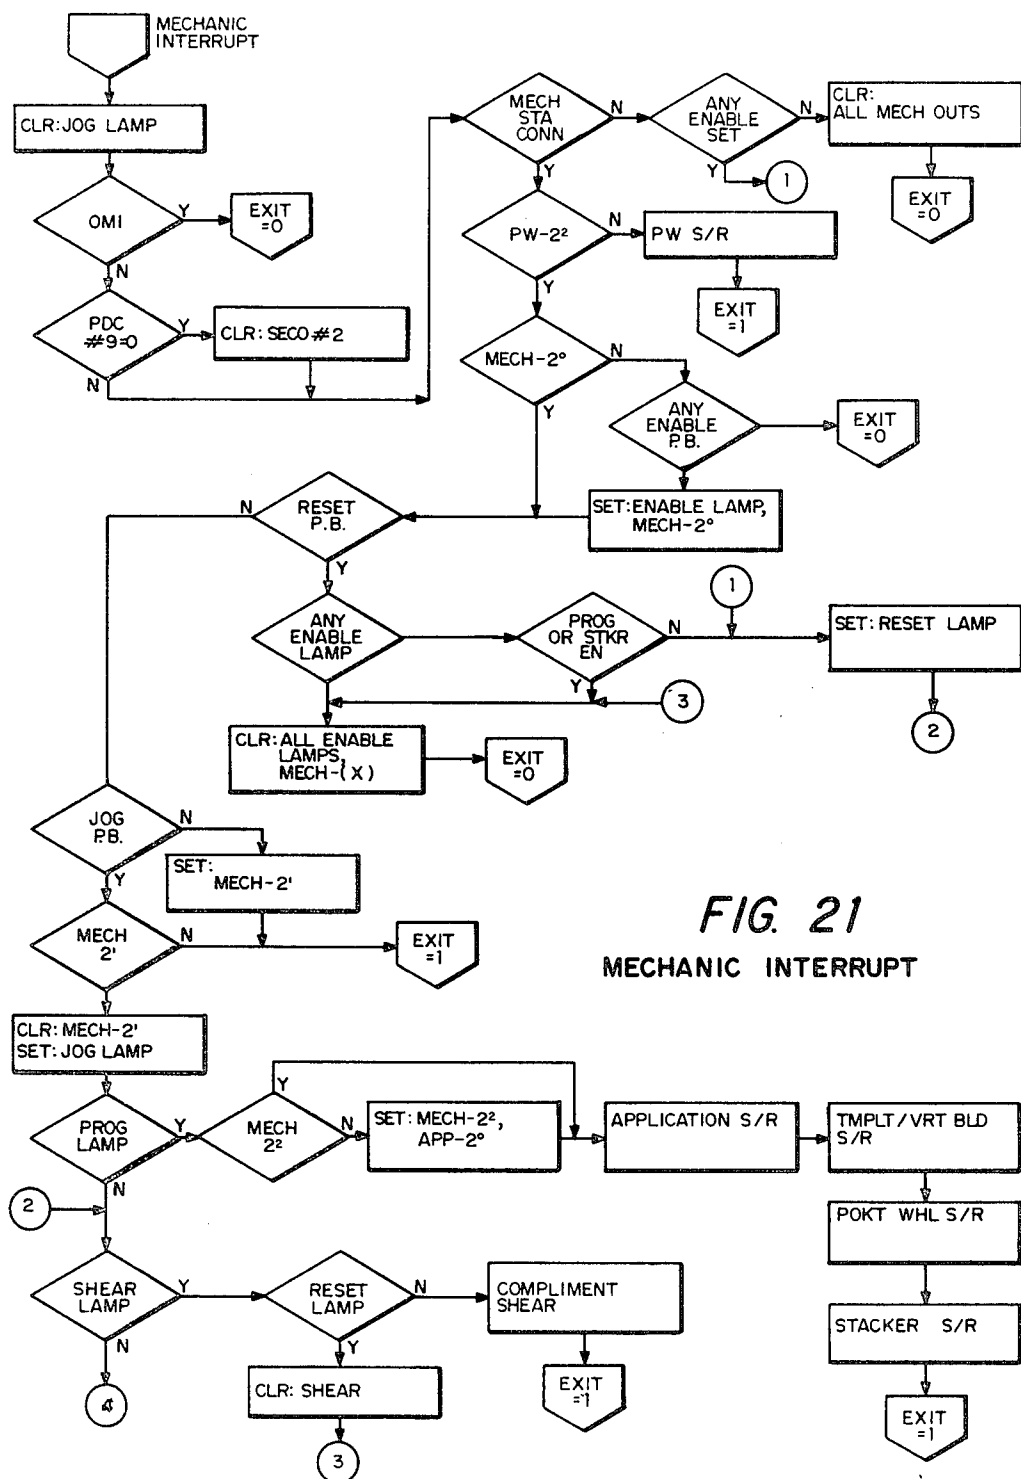 MECHANIC
INTERRUPT
CLR: JOG LAMP
OM1
Y
EXIT
=0
N
PDC
#9=0
Y
CLR: SECO #2
N
MECH
STA
CONN
N
ANY
ENABLE
SET
N
CLR:
ALL MECH OUTS
Y
Y
1
EXIT
=0
PW-2²
N
PW S/R
Y
EXIT
=1
MECH-2°
N
Y
ANY
ENABLE
P.B.
EXIT
=0
SET: ENABLE LAMP,
MECH-2°
N
RESET
P.B.
Y
1
ANY
ENABLE
LAMP
PROG
OR STKR
EN
N
SET: RESET LAMP
Y
3
2
CLR: ALL ENABLE
LAMPS,
MECH-(X)
EXIT
=0
JOG
P.B.
N
Y
SET:
MECH-2'
MECH
2'
N
EXIT
=1
FIG. 21
MECHANIC INTERRUPT
CLR: MECH-2'
SET: JOG LAMP
PROG
LAMP
Y
MECH
2²
Y
N
SET: MECH-2²,
APP-2°
APPLICATION S/R
TMPLT/VRT BLD
S/R
N
2
POKT WHL S/R
SHEAR
LAMP
Y
RESET
LAMP
N
COMPLIMENT
SHEAR
STACKER S/R
N
Y
4
CLR: SHEAR
EXIT
=1
EXIT
=1
3